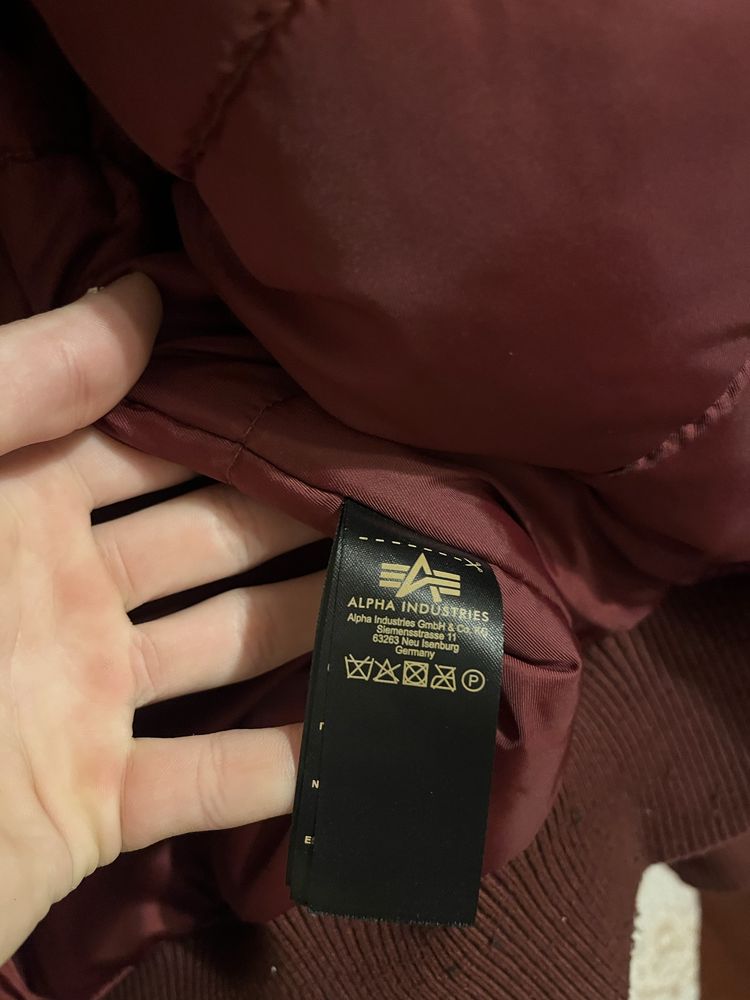 ALPHA INDUSTRIES
Alpha Industries GmbH & Co. KG
Siemensstrasse 11
63263 Neu Isenburg
Germany
P
N